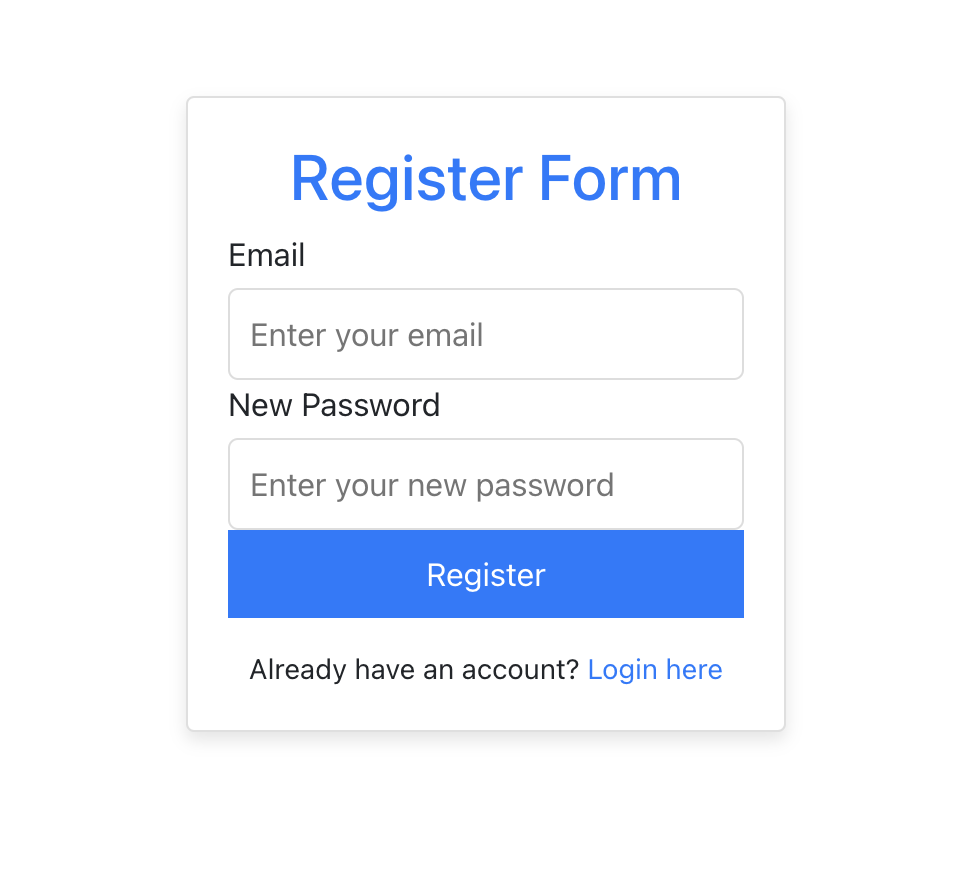 Register Form
Email
Enter your email
New Password
Enter your new password
Register
Already have an account? Login here